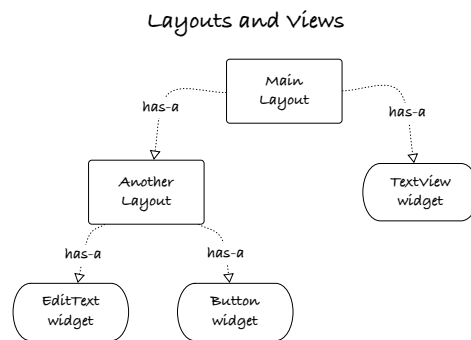 Layouts and Views
Main
Layout
has-a
has-a
Another
Layout
TextView
widget
has-a
has-a
EditText
widget
Button
widget